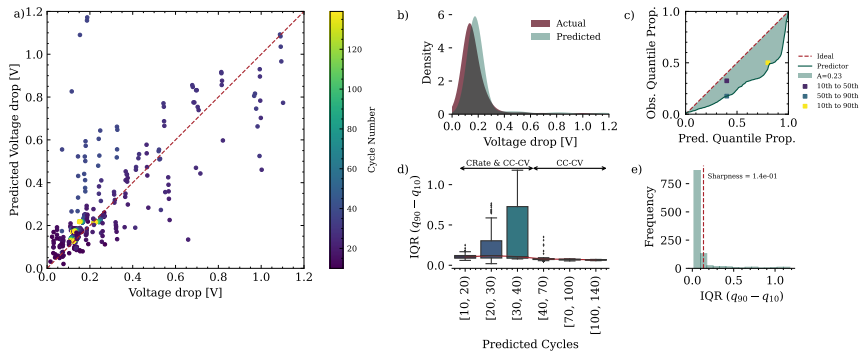 a)
1.2
1.0
0.8
0.6
0.4
0.2
0.0
Predicted Voltage drop [V]
0.0 0.2 0.4 0.6 0.8 1.0 1.2
Voltage drop [V]
120
100
80
60
40
20
Cycle Number
b)
6
4
2
0
Density
Actual
Predicted
0.0 0.2 0.4 0.6 0.8 1.0 1.2
Voltage drop [V]
c)
1.0
0.5
0.0
Obs. Quantile Prop.
0.0 0.5 1.0
Pred. Quantile Prop.
Ideal
Predictor
A=0.23
10th to 50th
50th to 90th
10th to 90th
d)
CRate & CC-CV CC-CV
1.0
0.5
0.0
IQR (q90 − q10)
[10, 20)
[20, 30)
[30, 40)
[40, 70)
[70, 100)
[100, 140)
Predicted Cycles
e)
Sharpness = 1.4e-01
750
500
250
0
Frequency
0.0 0.5 1.0
IQR (q90 − q10)